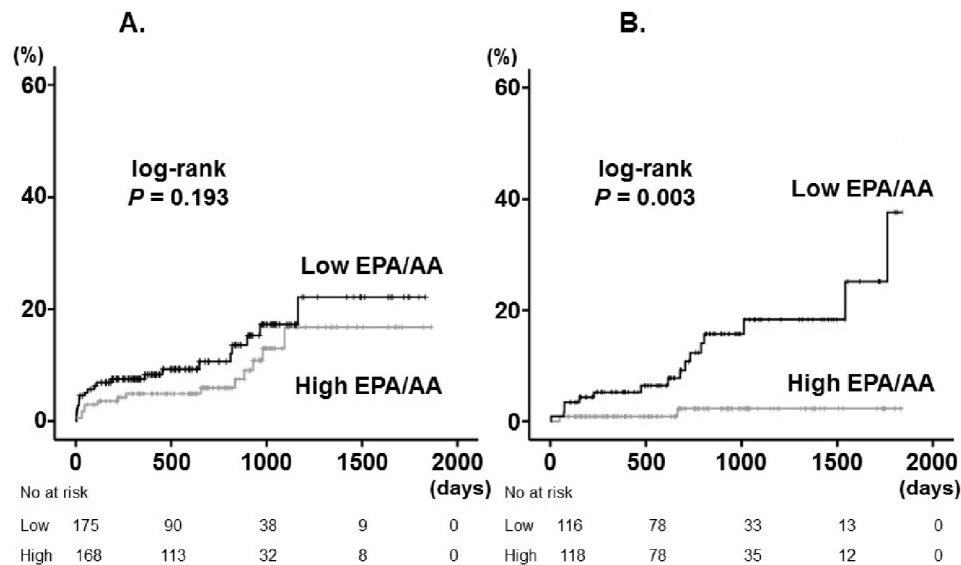 A.
(%)
60
40
20
0
log-rank
P = 0.193
Low EPA/AA
High EPA/AA
0 500 1000 1500 2000
(days)
No at risk
Low 175 90 38 9 0
High 168 113 32 8 0
B.
(%)
60
40
20
0
log-rank
P = 0.003
Low EPA/AA
High EPA/AA
0 500 1000 1500 2000
(days)
No at risk
Low 116 78 33 13 0
High 118 78 35 12 0